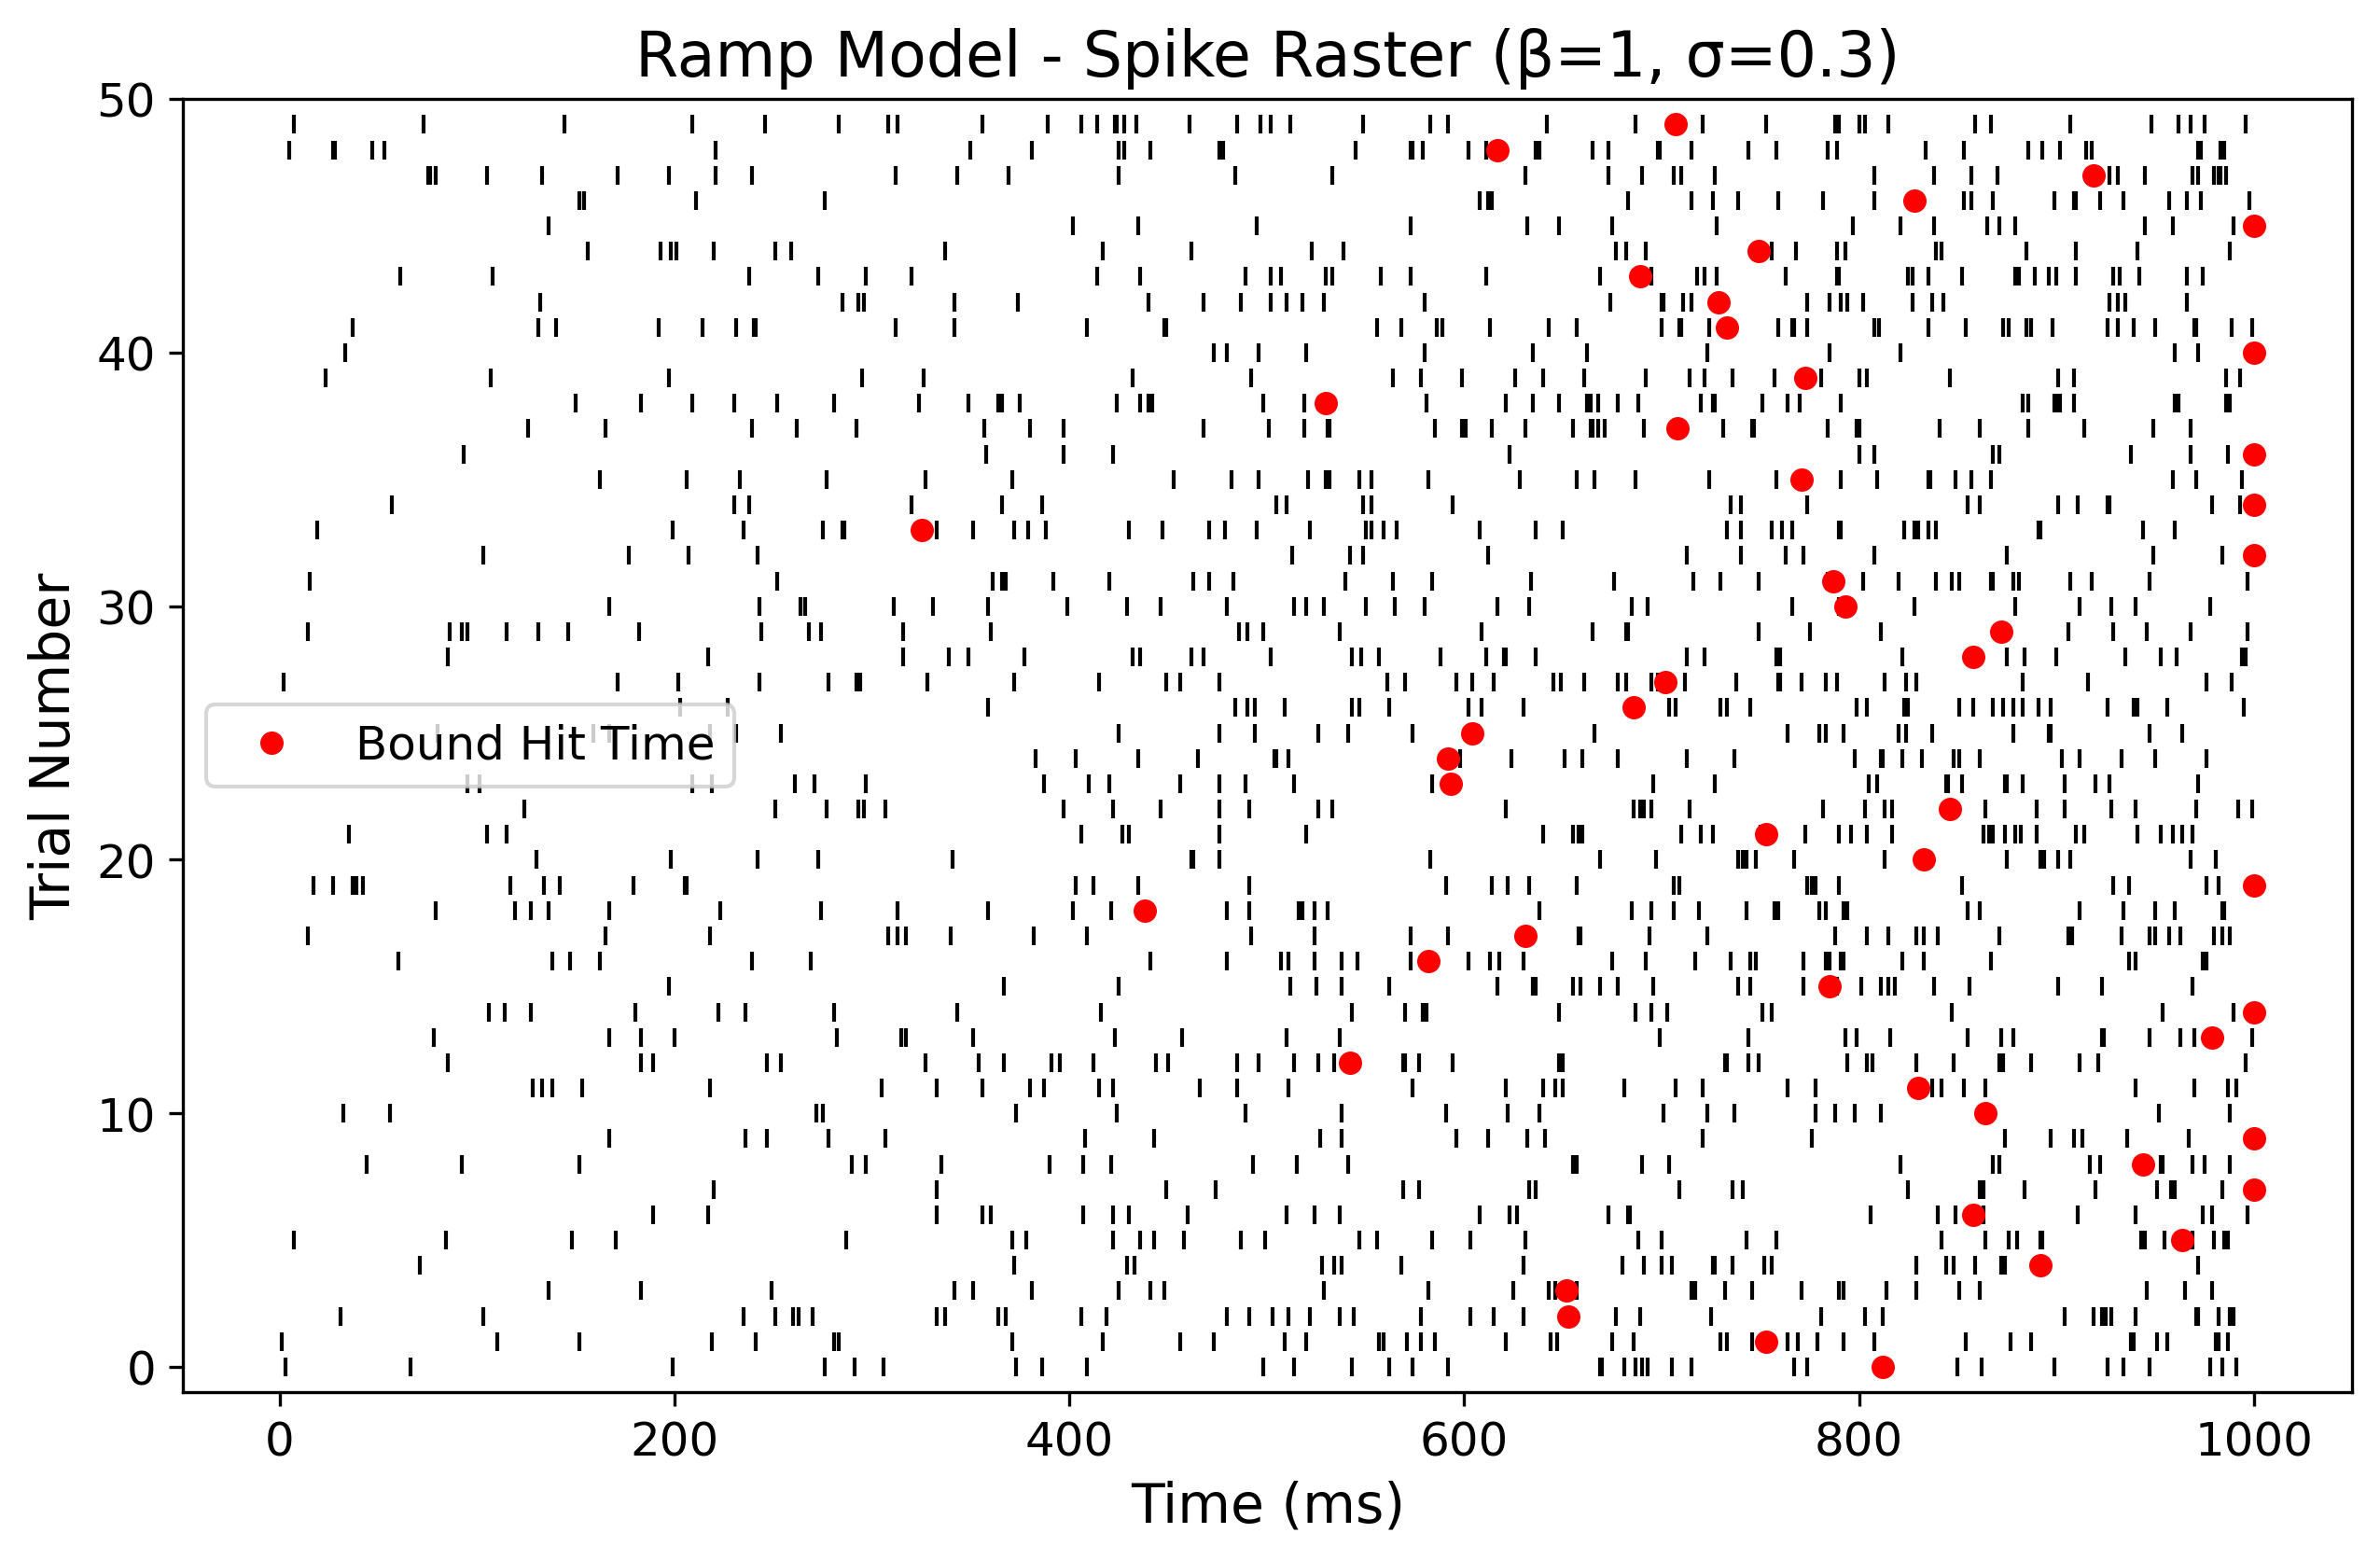 Ramp Model - Spike Raster (β=1, σ=0.3)
50
40
30
20
10
0
Trial Number
Bound Hit Time
0 200 400 600 800 1000
Time (ms)